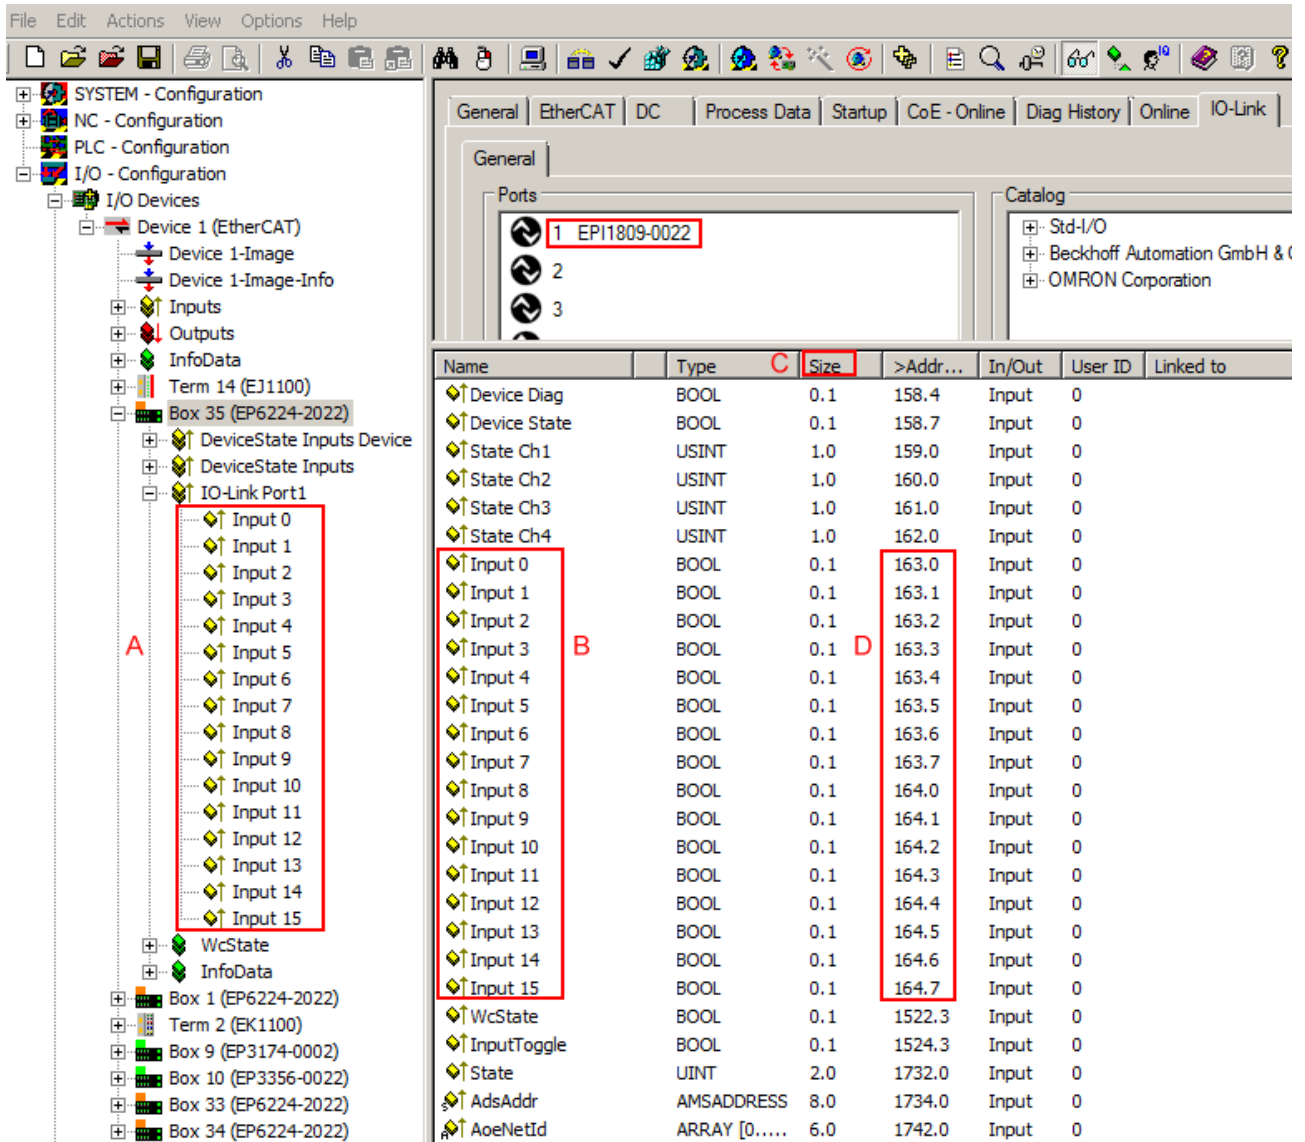 File Edit Actions View Options Help
SYSTEM - Configuration
NC - Configuration
PLC - Configuration
I/O - Configuration
I/O Devices
Device 1 (EtherCAT)
Device 1-Image
Device 1-Image-Info
Inputs
Outputs
InfoData
Term 14 (EJ1100)
Box 35 (EP6224-2022)
DeviceState Inputs Device
DeviceState Inputs
IO-Link Port1
Input 0
Input 1
Input 2
Input 3
Input 4
A
Input 5
Input 6
Input 7
Input 8
Input 9
Input 10
Input 11
Input 12
Input 13
Input 14
Input 15
WcState
InfoData
Box 1 (EP6224-2022)
Term 2 (EK1100)
Box 9 (EP3174-0002)
Box 10 (EP3356-0022)
Box 33 (EP6224-2022)
Box 34 (EP6224-2022)
General EtherCAT DC Process Data Startup CoE - Online Diag History Online IO-Link
General
Ports
1 EPI1809-0022
2
3
Catalog
Std-I/O
Beckhoff Automation GmbH &
OMRON Corporation
Name Type C Size >Addr... In/Out User ID Linked to
Device Diag BOOL 0.1 158.4 Input 0
Device State BOOL 0.1 158.7 Input 0
State Ch1 USINT 1.0 159.0 Input 0
State Ch2 USINT 1.0 160.0 Input 0
State Ch3 USINT 1.0 161.0 Input 0
State Ch4 USINT 1.0 162.0 Input 0
Input 0 BOOL 0.1 163.0 Input 0
Input 1 BOOL 0.1 163.1 Input 0
Input 2 BOOL 0.1 163.2 Input 0
Input 3 B BOOL 0.1 D 163.3 Input 0
Input 4 BOOL 0.1 163.4 Input 0
Input 5 BOOL 0.1 163.5 Input 0
Input 6 BOOL 0.1 163.6 Input 0
Input 7 BOOL 0.1 163.7 Input 0
Input 8 BOOL 0.1 164.0 Input 0
Input 9 BOOL 0.1 164.1 Input 0
Input 10 BOOL 0.1 164.2 Input 0
Input 11 BOOL 0.1 164.3 Input 0
Input 12 BOOL 0.1 164.4 Input 0
Input 13 BOOL 0.1 164.5 Input 0
Input 14 BOOL 0.1 164.6 Input 0
Input 15 BOOL 0.1 164.7 Input 0
WcState BOOL 0.1 1522.3 Input 0
InputToggle BOOL 0.1 1524.3 Input 0
State UINT 2.0 1732.0 Input 0
AdsAddr AMSADDRESS 8.0 1734.0 Input 0
AoeNetId ARRAY [0..... 6.0 1742.0 Input 0